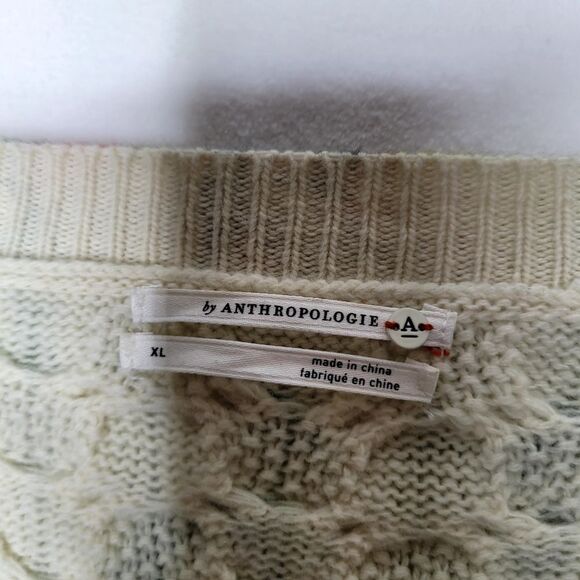 by ANTHROPOLOGIE
A
XL
made in china
fabriqué en chine